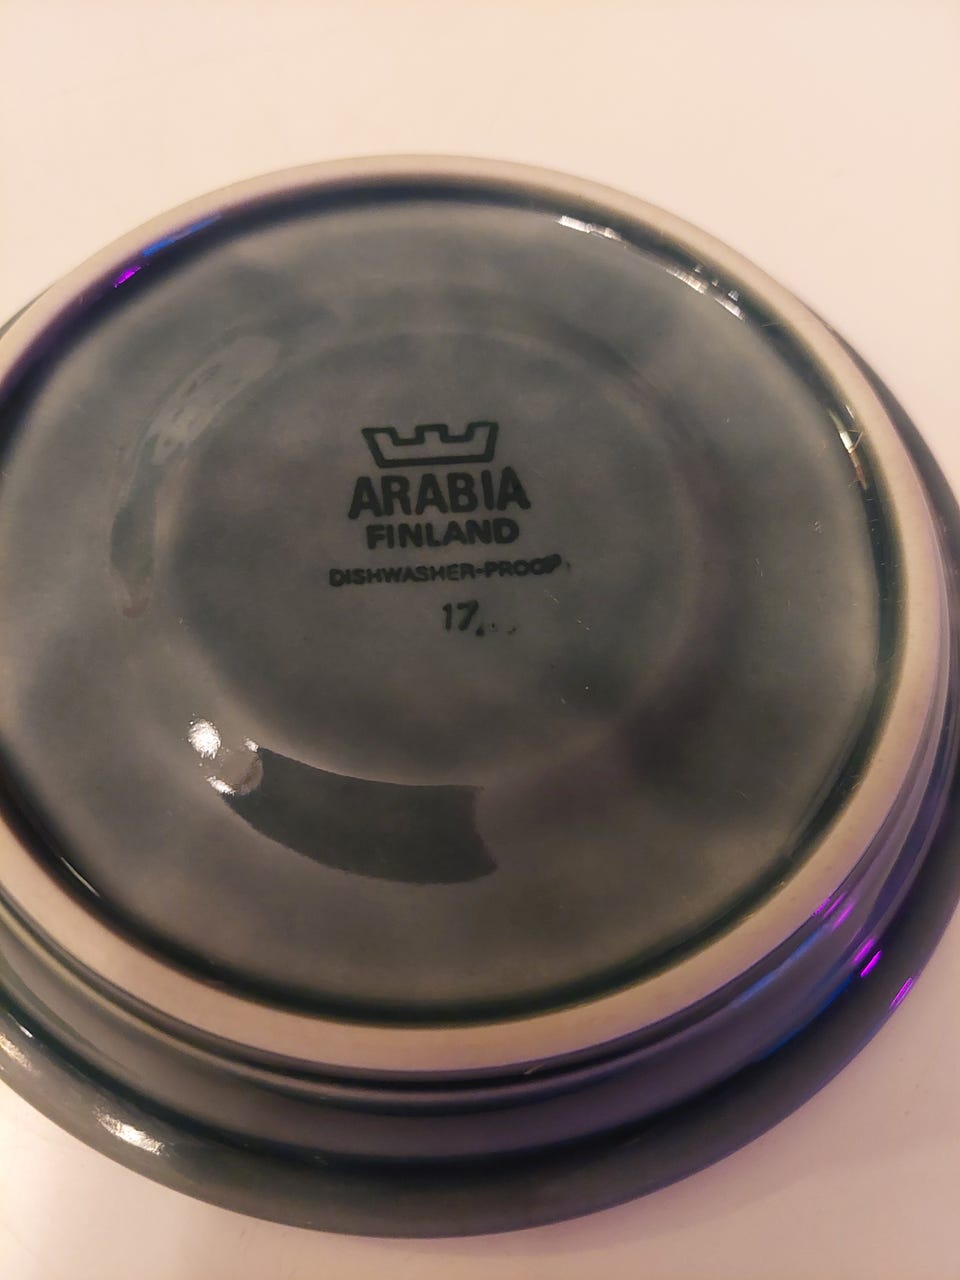 ARABIA
FINLAND
DISHWASHER-PROOF
17